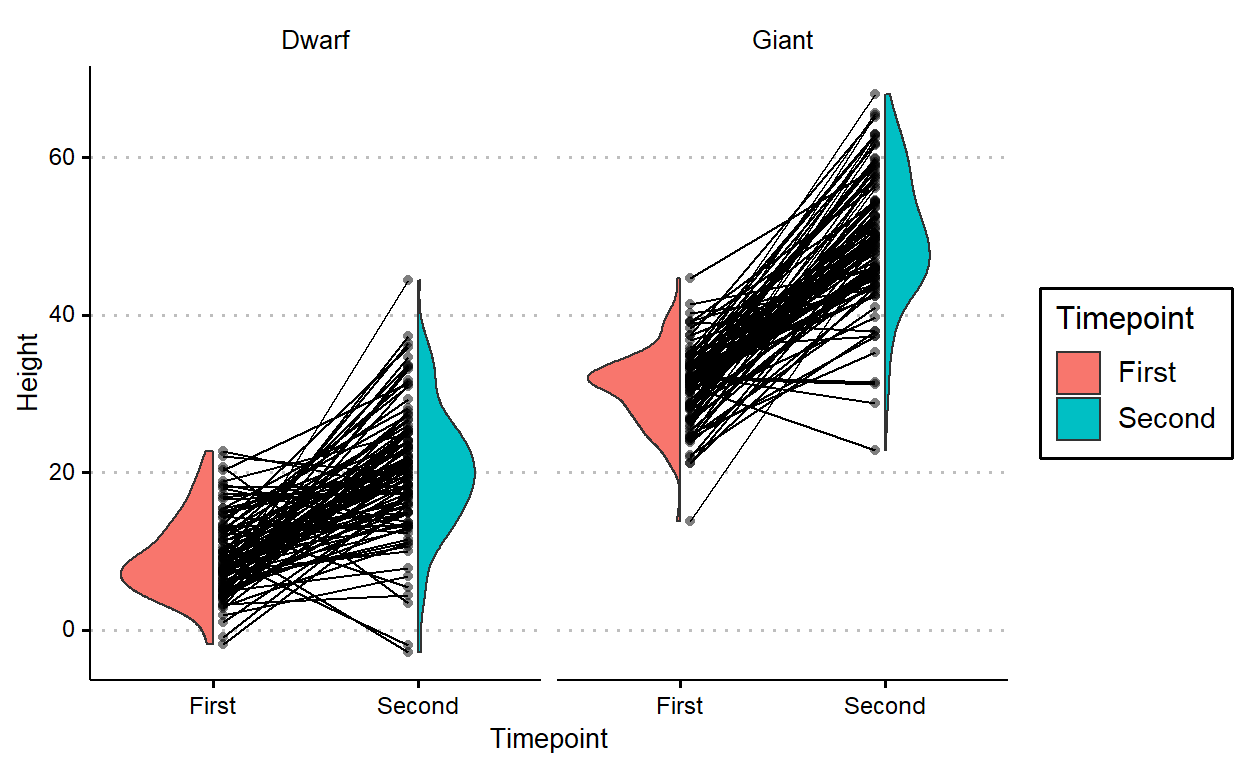 Dwarf
Giant
Height
60
40
20
0
First
Second
First
Second
Timepoint
Timepoint
First
Second